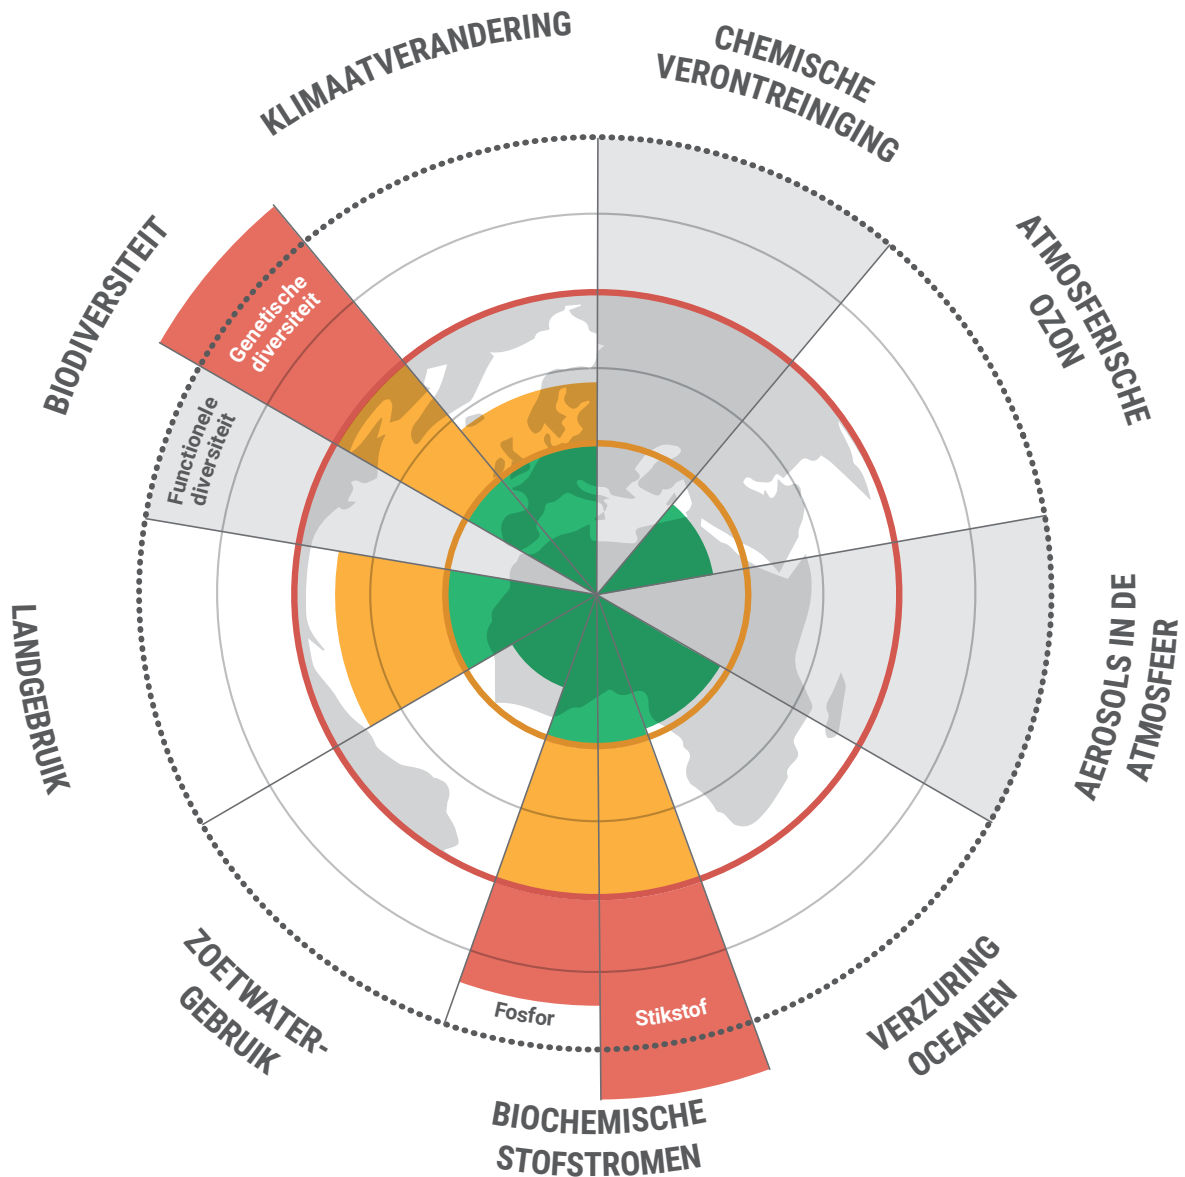 KLIMAATVERANDERING
CHEMISCHE
VERONTREINIGING
ATMOSFERISCHE
OZON
AEROSOLS IN DE
ATMOSFEER
VERZURING
OCEANEN
BIOCHEMISCHE
STOFSTROMEN
Stikstof
Fosfor
ZOETWATER-
GEBRUIK
LANDGEBRUIK
BIODIVERSITEIT
Functionele
diversiteit
Genetische
diversiteit